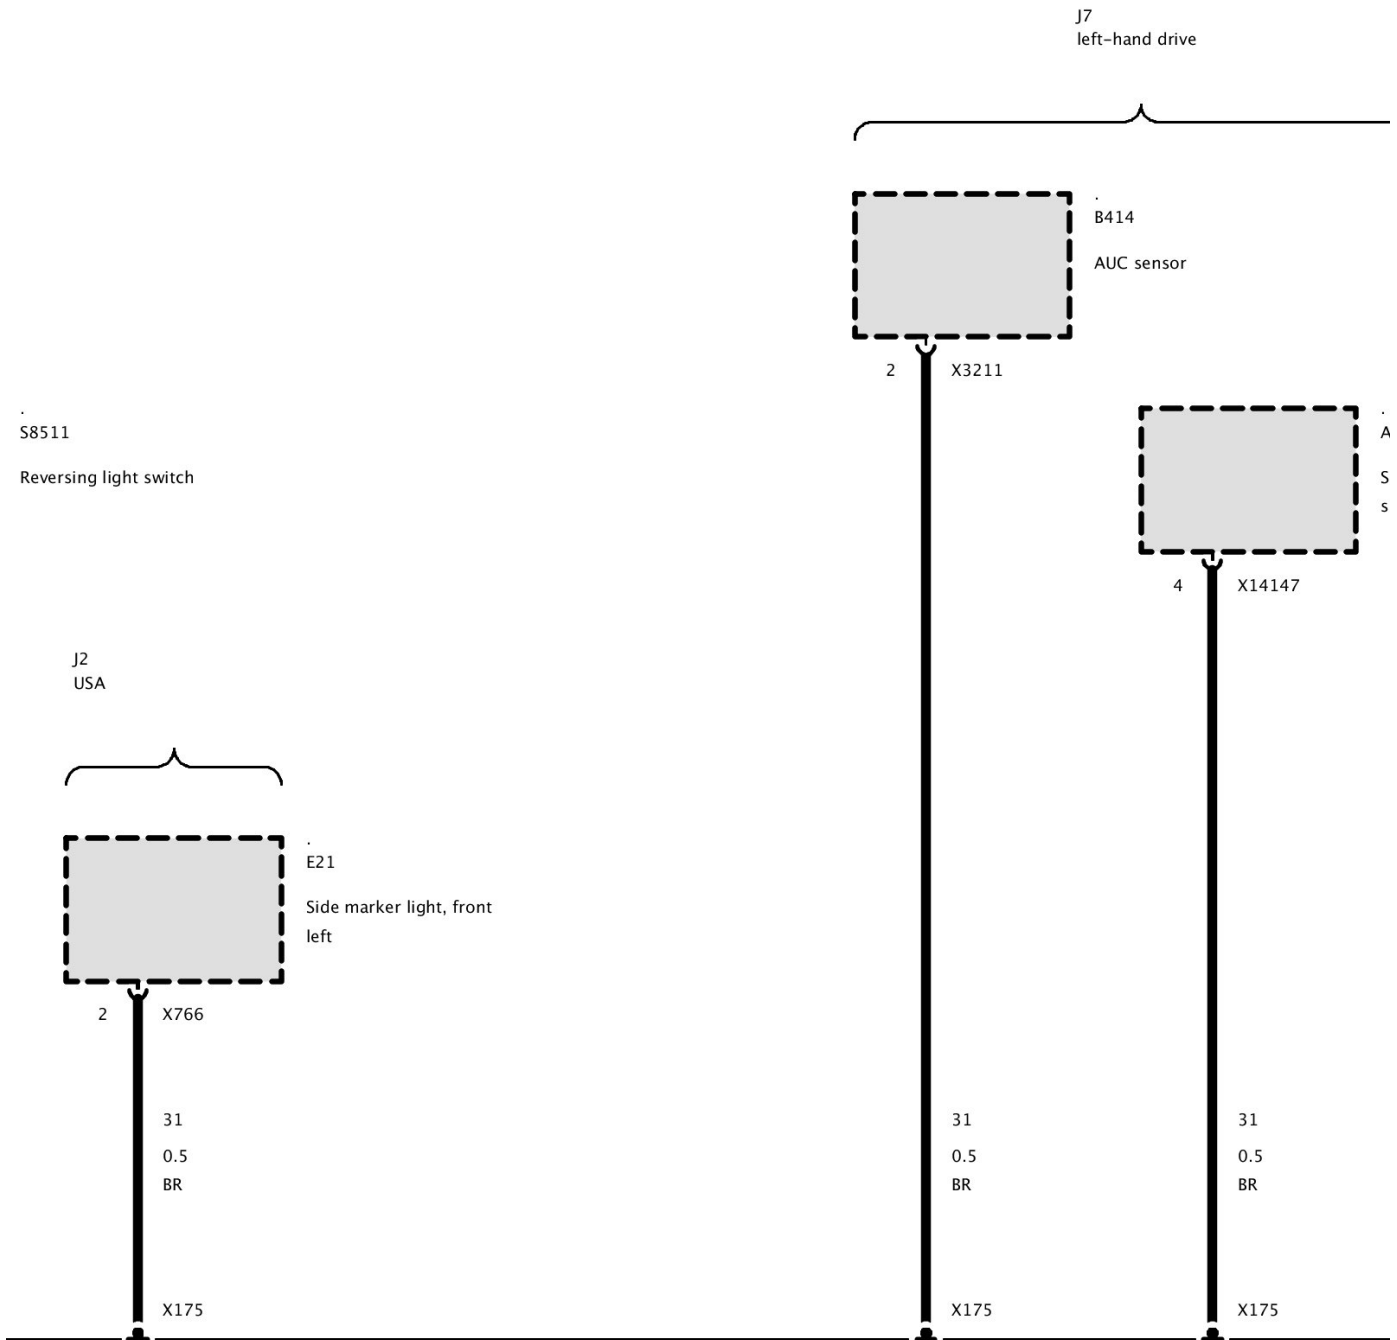 J7
left-hand drive
.
B414
AUC sensor
2
X3211
.
S8511
Reversing light switch
.
A
S
s
4
X14147
J2
USA
.
E21
Side marker light, front
left
2
X766
31
0.5
BR
31
0.5
BR
31
0.5
BR
X175
X175
X175